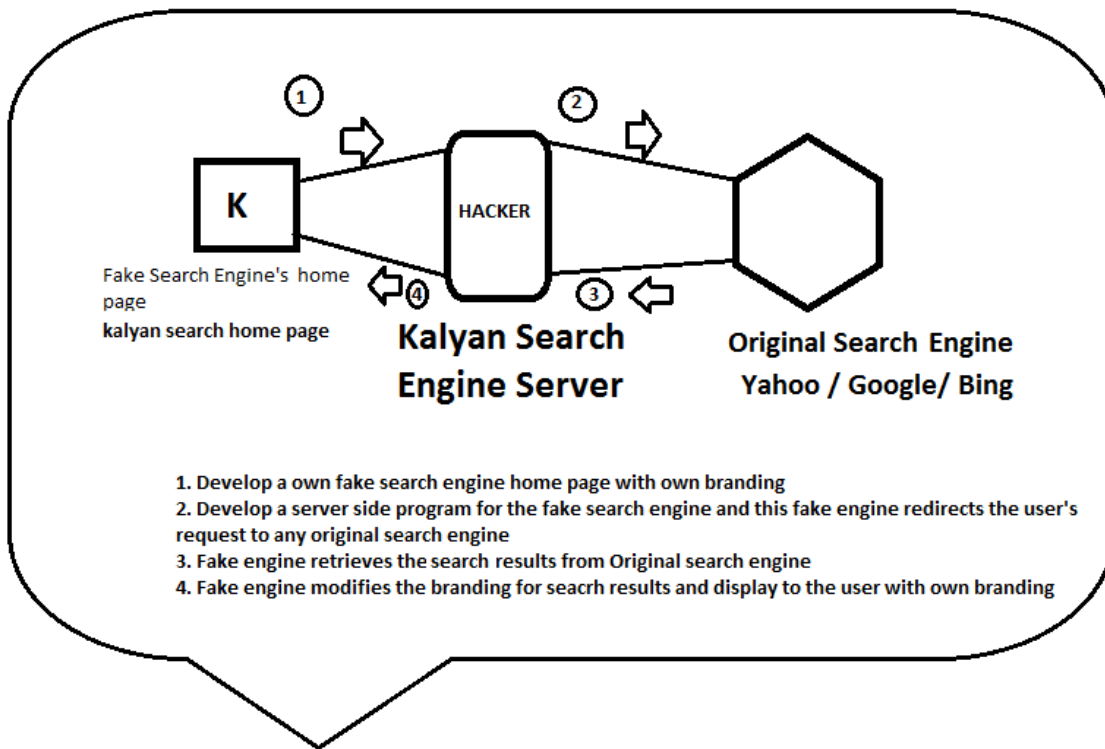 1
2
K
HACKER
Fake Search Engine's home
page
kalyan search home page
4
3
Kalyan Search
Engine Server
Original Search Engine
Yahoo / Google/ Bing
1. Develop a own fake search engine home page with own branding
2. Develop a server side program for the fake search engine and this fake engine redirects the user's
request to any original search engine
3. Fake engine retrieves the search results from Original search engine
4. Fake engine modifies the branding for seacrh results and display to the user with own branding